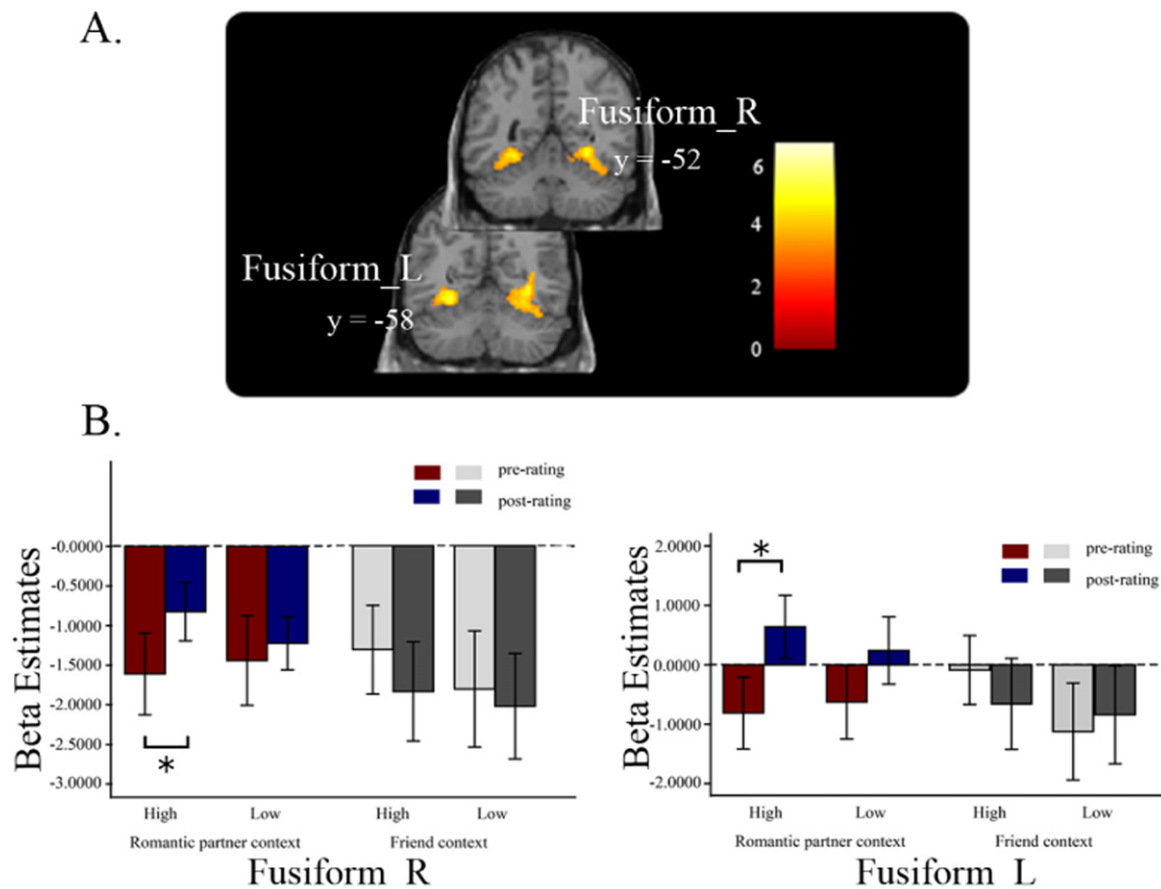 A.
Fusiform_R
y = -52
Fusiform_L
y = -58
6
4
2
0
B.
pre-rating
post-rating
Beta Estimates
-0.0000
-0.5000
-1.0000
-1.5000
-2.0000
-2.5000
-3.0000
*
High Low High Low
Romantic partner context Friend context
Fusiform_R
pre-rating
post-rating
Beta Estimates
2.0000
1.0000
0.0000
-1.0000
-2.0000
*
High Low High Low
Romantic partner context Friend context
Fusiform_L